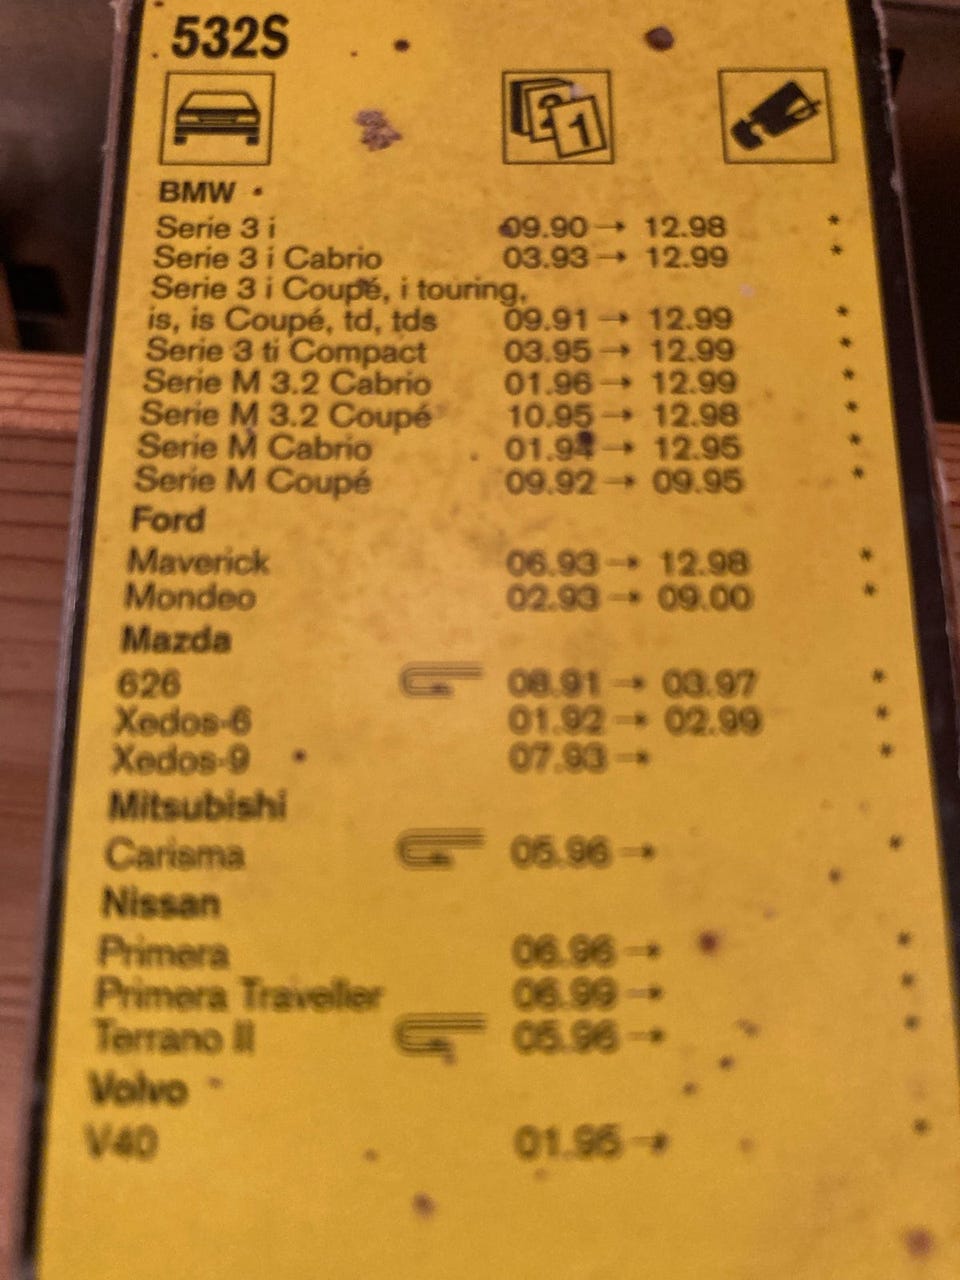 532S
1
BMW
Serie 3 i 09.90 → 12.98 *
Serie 3 i Cabrio 03.93 → 12.99 *
Serie 3 i Coupé, i touring,
is, is Coupé, td, tds 09.91 → 12.99 *
Serie 3 ti Compact 03.95 → 12.99 *
Serie M 3.2 Cabrio 01.96 → 12.99 *
Serie M 3.2 Coupé 10.95 → 12.98 *
Serie M Cabrio 01.94 → 12.95 *
Serie M Coupé 09.92 → 09.95 *
Ford
Maverick 06.93 → 12.98 *
Mondeo 02.93 → 09.00 *
Mazda
626 08.91 → 03.97 *
Xedos-6 01.92 → 02.99 *
Xedos-9 07.93 → *
Mitsubishi
Carisma 05.96 → *
Nissan
Primera 06.96 → *
Primera Traveller 06.99 → *
Terrano II 05.96 → *
Volvo
V40 01.95 → *